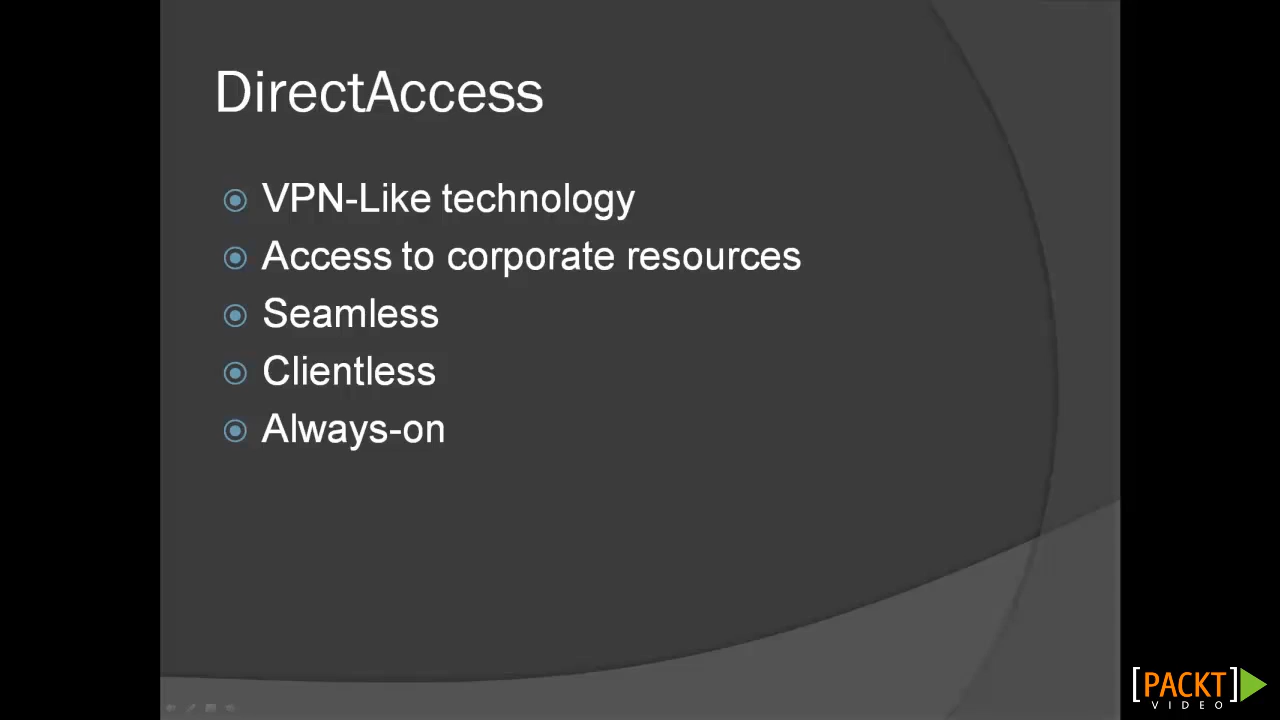 DirectAccess
VPN-Like technology
Access to corporate resources
Seamless
Clientless
Always-on
[PACKT]
VIDEO